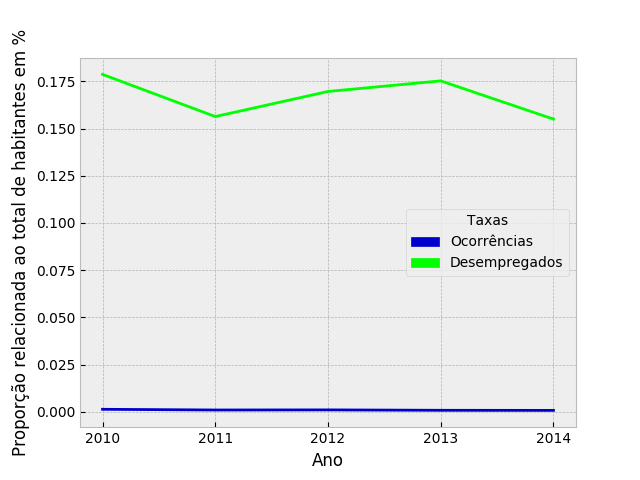 Proporção relacionada ao total de habitantes em %
0.175
0.150
0.125
0.100
0.075
0.050
0.025
0.000
Taxas
Ocorrências
Desempregados
2010 2011 2012 2013 2014
Ano